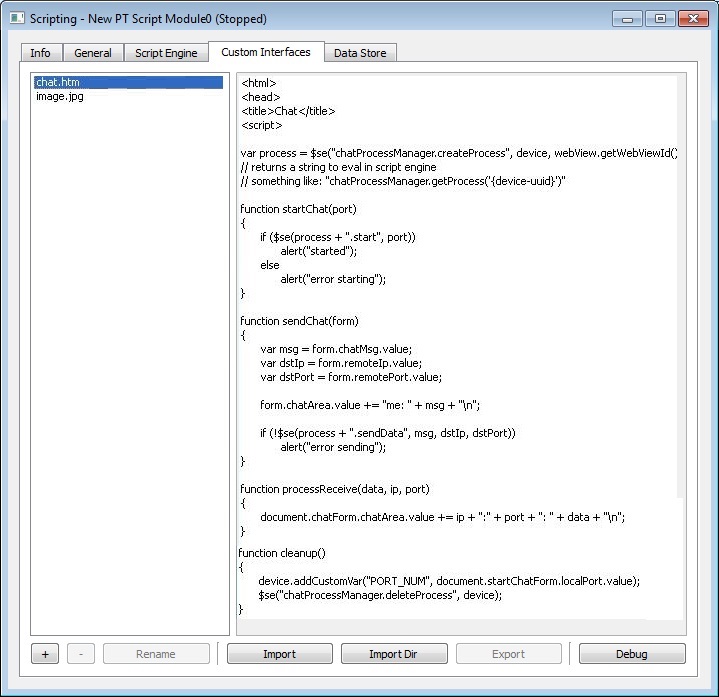 Scripting - New PT Script Module0 (Stopped)
Info General Script Engine Custom Interfaces Data Store
chat.htm
image.jpg
<html>
<head>
<title>Chat</title>
<script>
var process = $se("chatProcessManager.createProcess", device, webView.getWebViewId()
// returns a string to eval in script engine
// something like: "chatProcessManager.getProcess('{device-uuid}')"
function startChat(port)
{
if ($se(process + ".start", port))
alert("started");
else
alert("error starting");
}
function sendChat(form)
{
var msg = form.chatMsg.value;
var dstIp = form.remoteIp.value;
var dstPort = form.remotePort.value;
form.chatArea.value += "me: " + msg + "\n";
if (!$se(process + ".sendData", msg, dstIp, dstPort))
alert("error sending");
}
function processReceive(data, ip, port)
{
document.chatForm.chatArea.value += ip + ":" + port + ": " + data + "\n";
}
function cleanup()
{
device.addCustomVar("PORT_NUM", document.startChatForm.localPort.value);
$se("chatProcessManager.deleteProcess", device);
}
+ - Rename Import Import Dir Export Debug